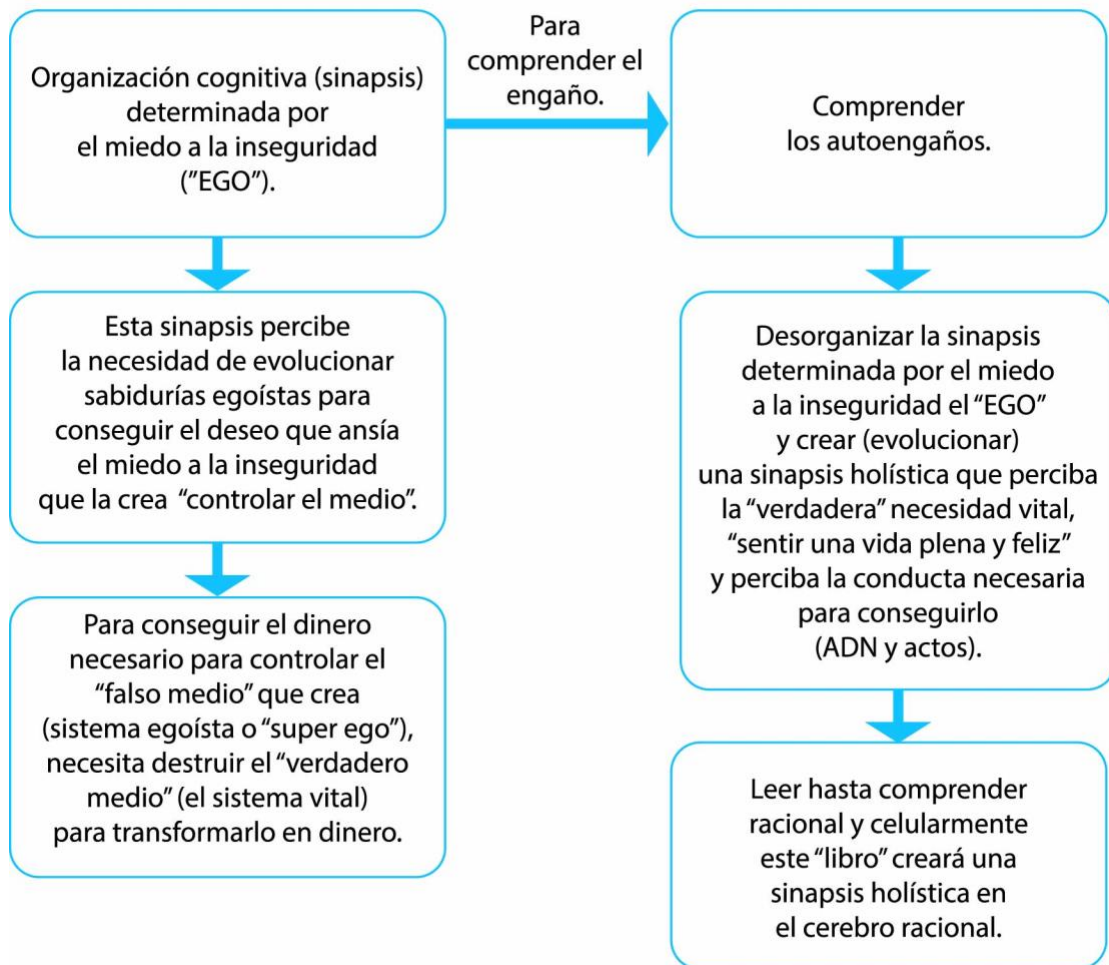 Organización cognitiva (sinapsis)
determinada por
el miedo a la inseguridad
("EGO").
Para
comprender el
engaño.
Comprender
los autoengaños.
Esta sinapsis percibe
la necesidad de evolucionar
sabidurías egoístas para
conseguir el deseo que ansía
el miedo a la inseguridad
que la crea “controlar el medio”.
Para conseguir el dinero
necesario para controlar el
“falso medio” que crea
(sistema egoísta o “super ego”),
necesita destruir el “verdadero
medio” (el sistema vital)
para transformarlo en dinero.
Desorganizar la sinapsis
determinada por el miedo
a la inseguridad el “EGO”
y crear (evolucionar)
una sinapsis holística que perciba
la “verdadera” necesidad vital,
“sentir una vida plena y feliz”
y perciba la conducta necesaria
para conseguirlo
(ADN y actos).
Leer hasta comprender
racional y celularmente
este “libro” creará una
sinapsis holística en
el cerebro racional.